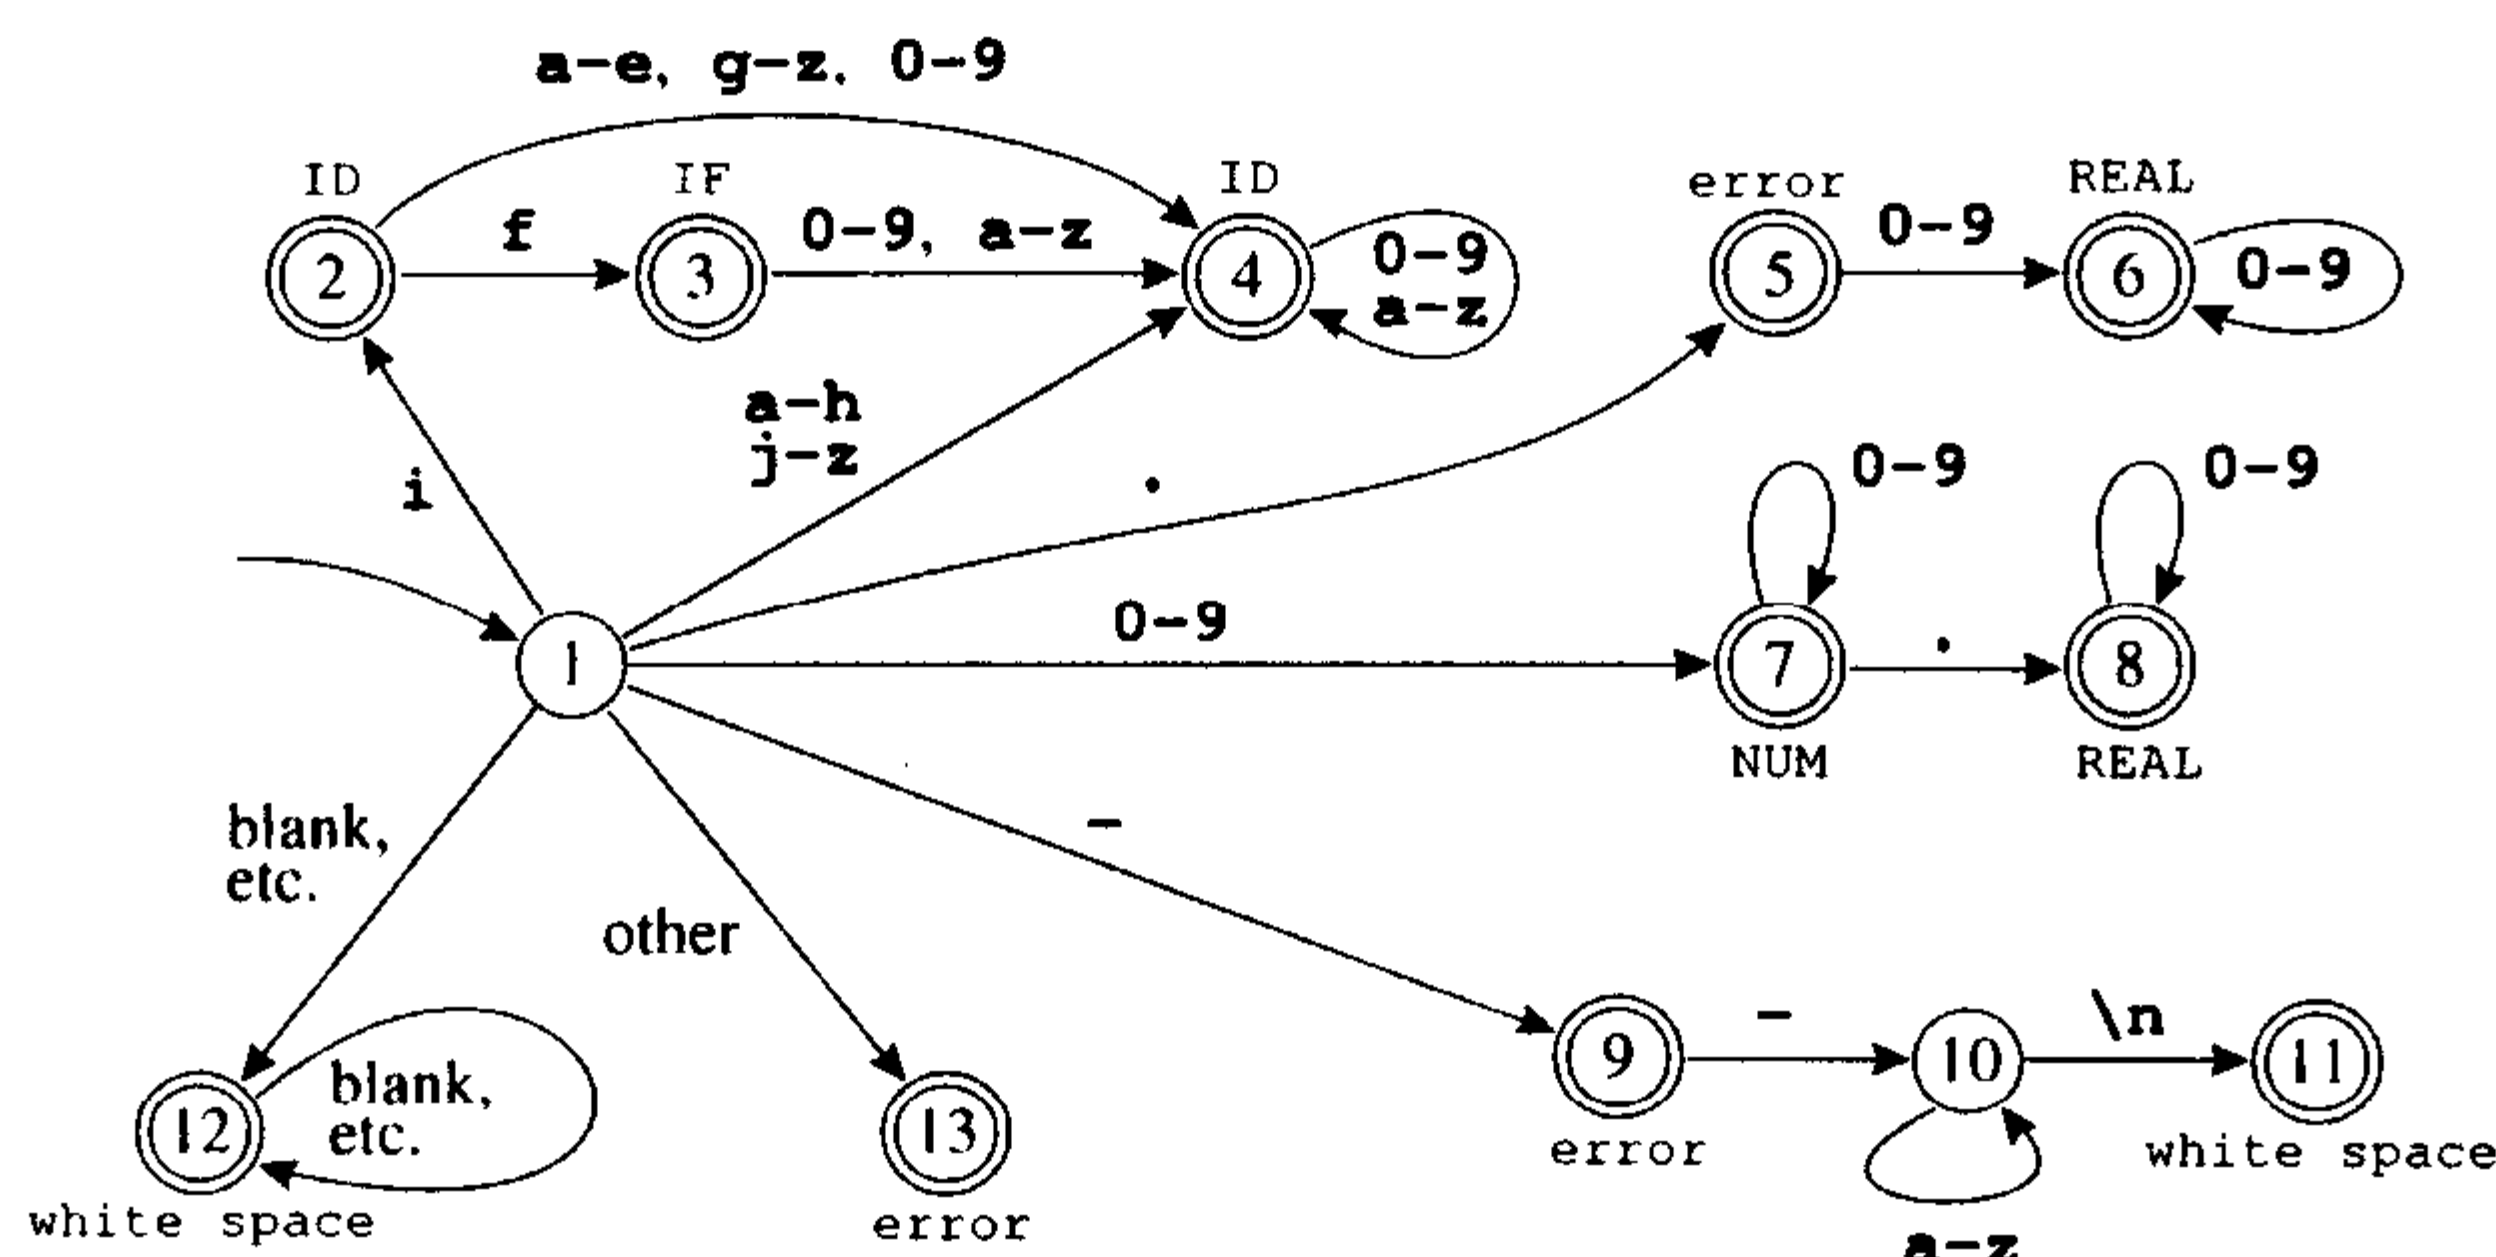 a-e, g-z, 0-9
ID
IF
ID
error
REAL
f
0-9, a-z
0-9
a-z
0-9
0-9
2
3
4
5
6
a-h
j-z
i
.
0-9
0-9
0-9
.
1
7
8
NUM
REAL
blank,
etc.
-
other
-
\n
9
10
11
blank,
etc.
12
13
error
white space
white space
error
a-z